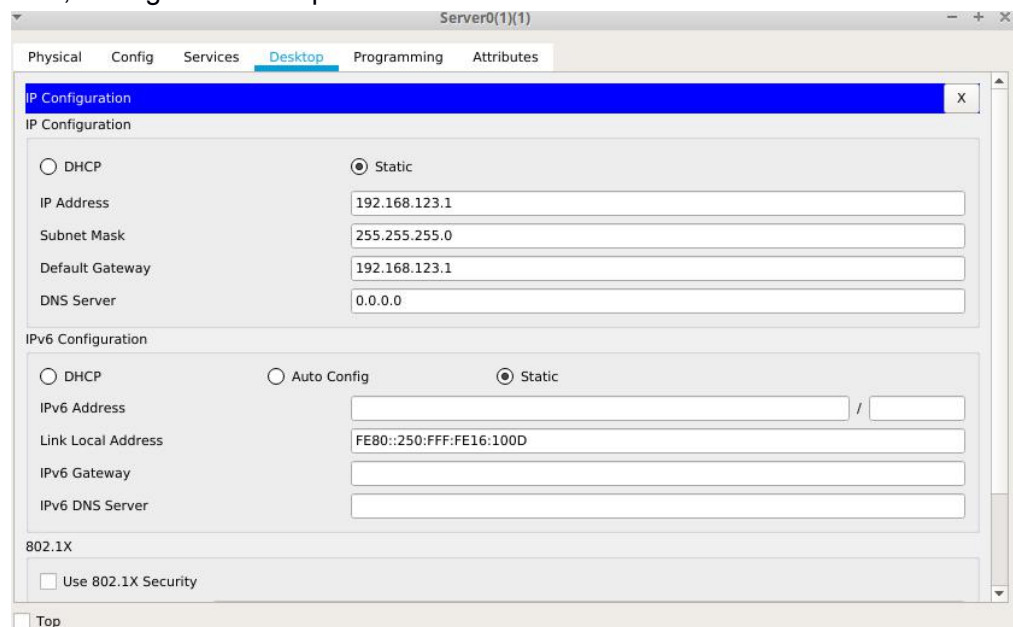 Server0(1)(1)
Physical Config Services Desktop Programming Attributes
IP Configuration X
IP Configuration
DHCP Static
IP Address 192.168.123.1
Subnet Mask 255.255.255.0
Default Gateway 192.168.123.1
DNS Server 0.0.0.0
IPv6 Configuration
DHCP Auto Config Static
IPv6 Address /
Link Local Address FE80::250:FFF:FE16:100D
IPv6 Gateway
IPv6 DNS Server
802.1X
Use 802.1X Security
Top